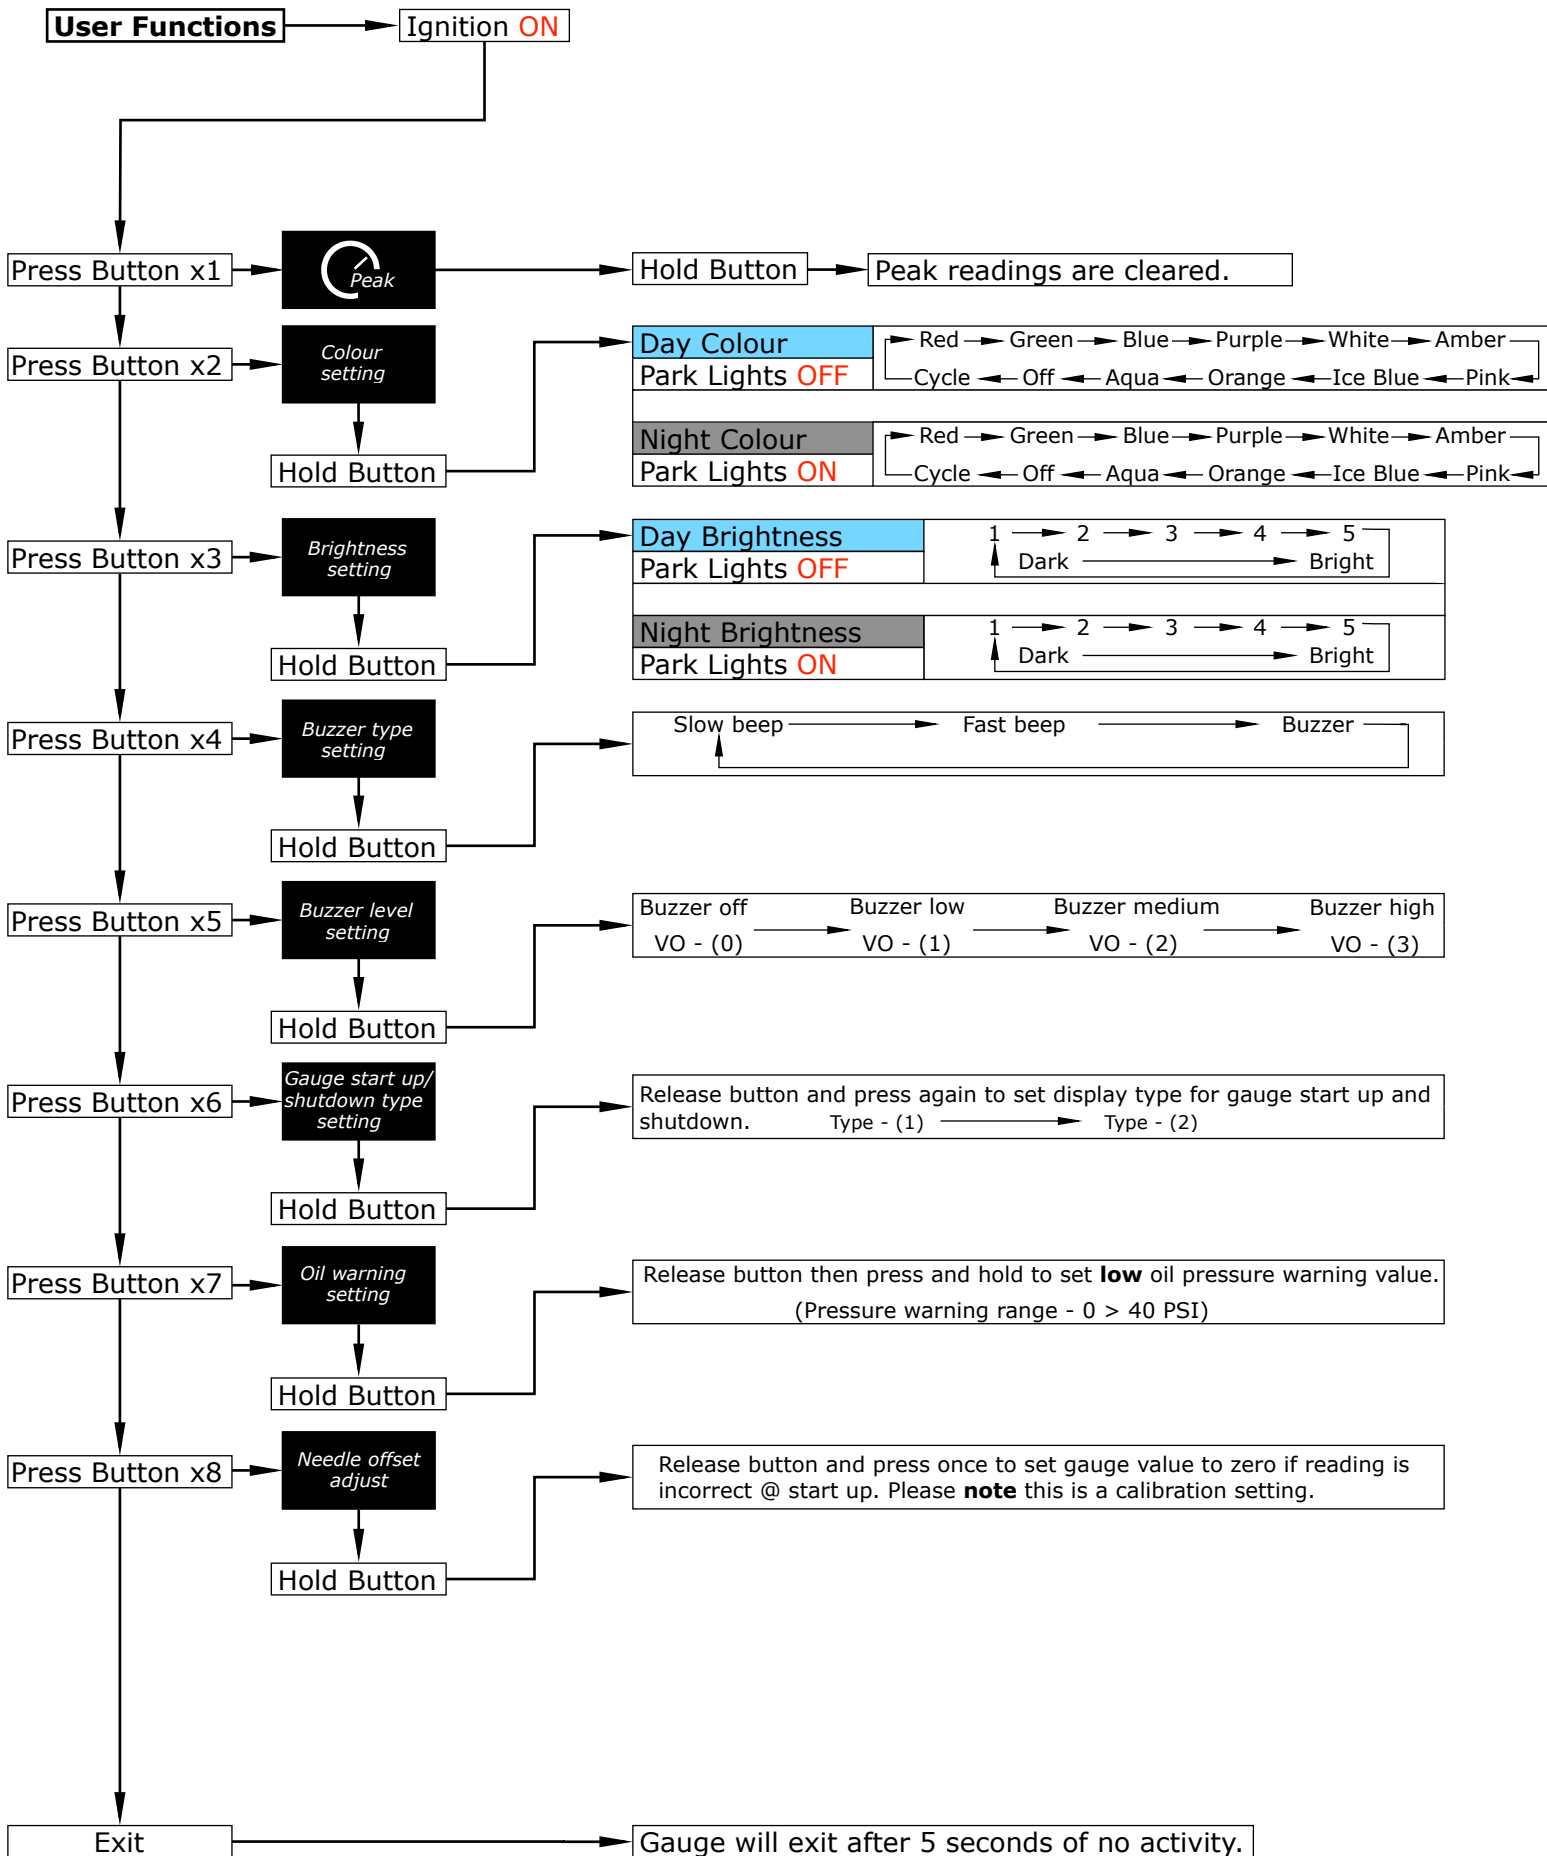 User Functions
Ignition ON
Press Button x1
Peak
Hold Button
Peak readings are cleared.
Press Button x2
Colour
setting
Hold Button
Day Colour
Park Lights OFF
Red Green Blue Purple White Amber
Cycle Off Aqua Orange Ice Blue Pink
Night Colour
Park Lights ON
Red Green Blue Purple White Amber
Cycle Off Aqua Orange Ice Blue Pink
Press Button x3
Brightness
setting
Hold Button
Day Brightness
Park Lights OFF
1 2 3 4 5
Dark Bright
Night Brightness
Park Lights ON
1 2 3 4 5
Dark Bright
Press Button x4
Buzzer type
setting
Hold Button
Slow beep Fast beep Buzzer
Press Button x5
Buzzer level
setting
Hold Button
Buzzer off Buzzer low Buzzer medium Buzzer high
VO - (0) VO - (1) VO - (2) VO - (3)
Press Button x6
Gauge start up/
shutdown type
setting
Hold Button
Release button and press again to set display type for gauge start up and
shutdown. Type - (1) Type - (2)
Press Button x7
Oil warning
setting
Hold Button
Release button then press and hold to set low oil pressure warning value.
(Pressure warning range - 0 > 40 PSI)
Press Button x8
Needle offset
adjust
Hold Button
Release button and press once to set gauge value to zero if reading is
incorrect @ start up. Please note this is a calibration setting.
Exit
Gauge will exit after 5 seconds of no activity.